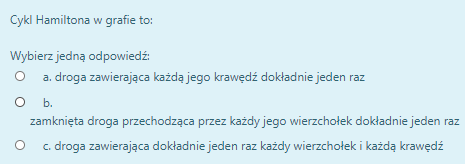 Cykl Hamiltona w grafie to:
Wybierz jedną odpowiedź:
a. droga zawierająca każdą jego krawędź dokładnie jeden raz
b.
zamknięta droga przechodząca przez każdy jego wierzchołek dokładnie jeden raz
c. droga zawierająca dokładnie jeden raz każdy wierzchołek i każdą krawędź